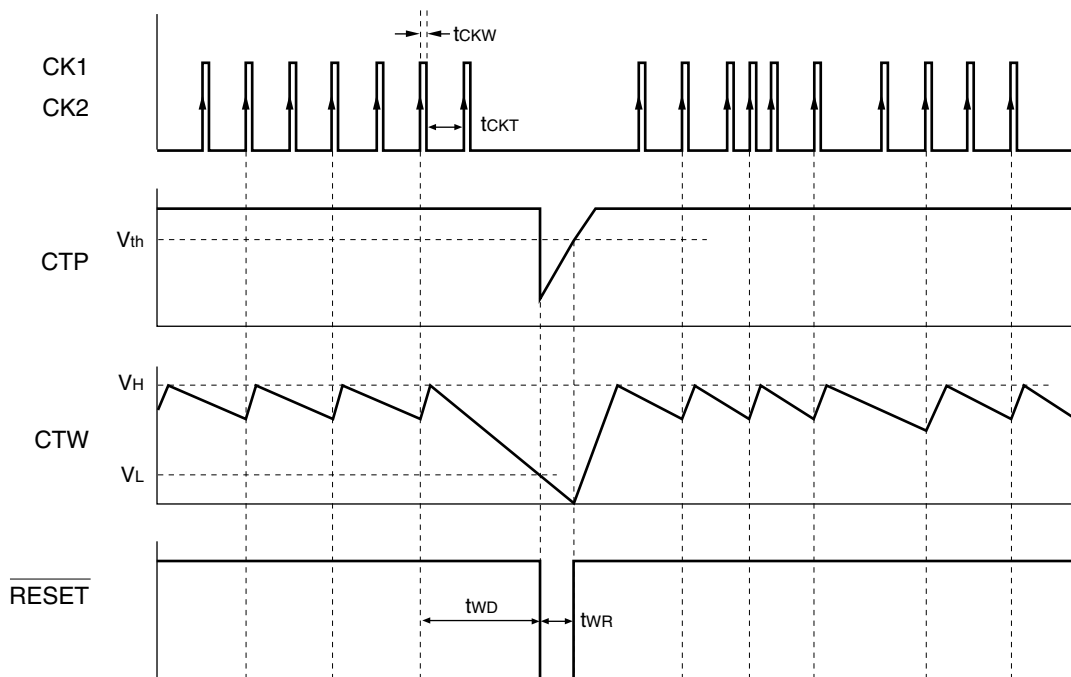 tCKW
CK1
CK2
tCKT
Vth
CTP
VH
CTW
VL
RESET
tWD
tWR